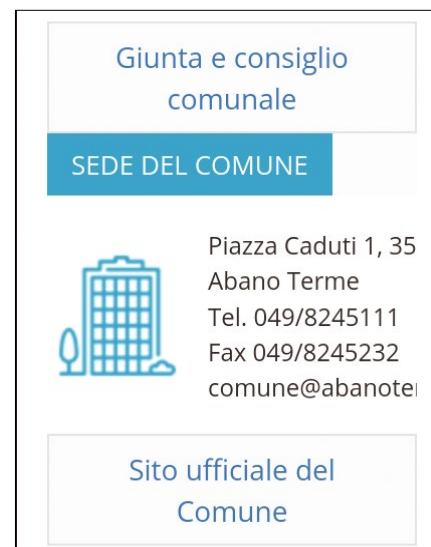 Giunta e consiglio
comunale
SEDE DEL COMUNE
Piazza Caduti 1, 35
Abano Terme
Tel. 049/8245111
Fax 049/8245232
comune@abanote
Sito ufficiale del
Comune